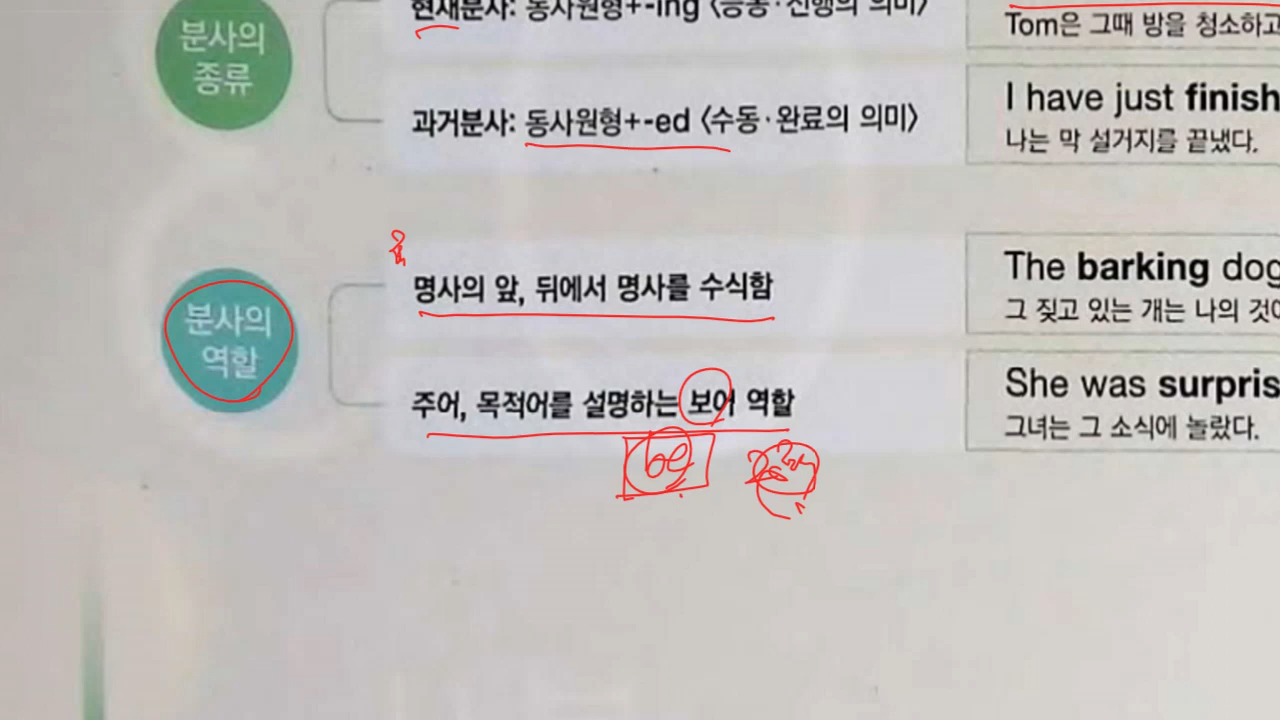 분사의
종류
현재분사: 동사원형+-ing <능동·진행의 의미>
Tom은 그때 방을 청소하고
과거분사: 동사원형+-ed <수동·완료의 의미>
I have just finish
나는 막 설거지를 끝냈다.
분사의
역할
명사의 앞, 뒤에서 명사를 수식함
The barking dog
그 짖고 있는 개는 나의 것이
주어, 목적어를 설명하는 보어 역할
She was surpris
그녀는 그 소식에 놀랐다.
be